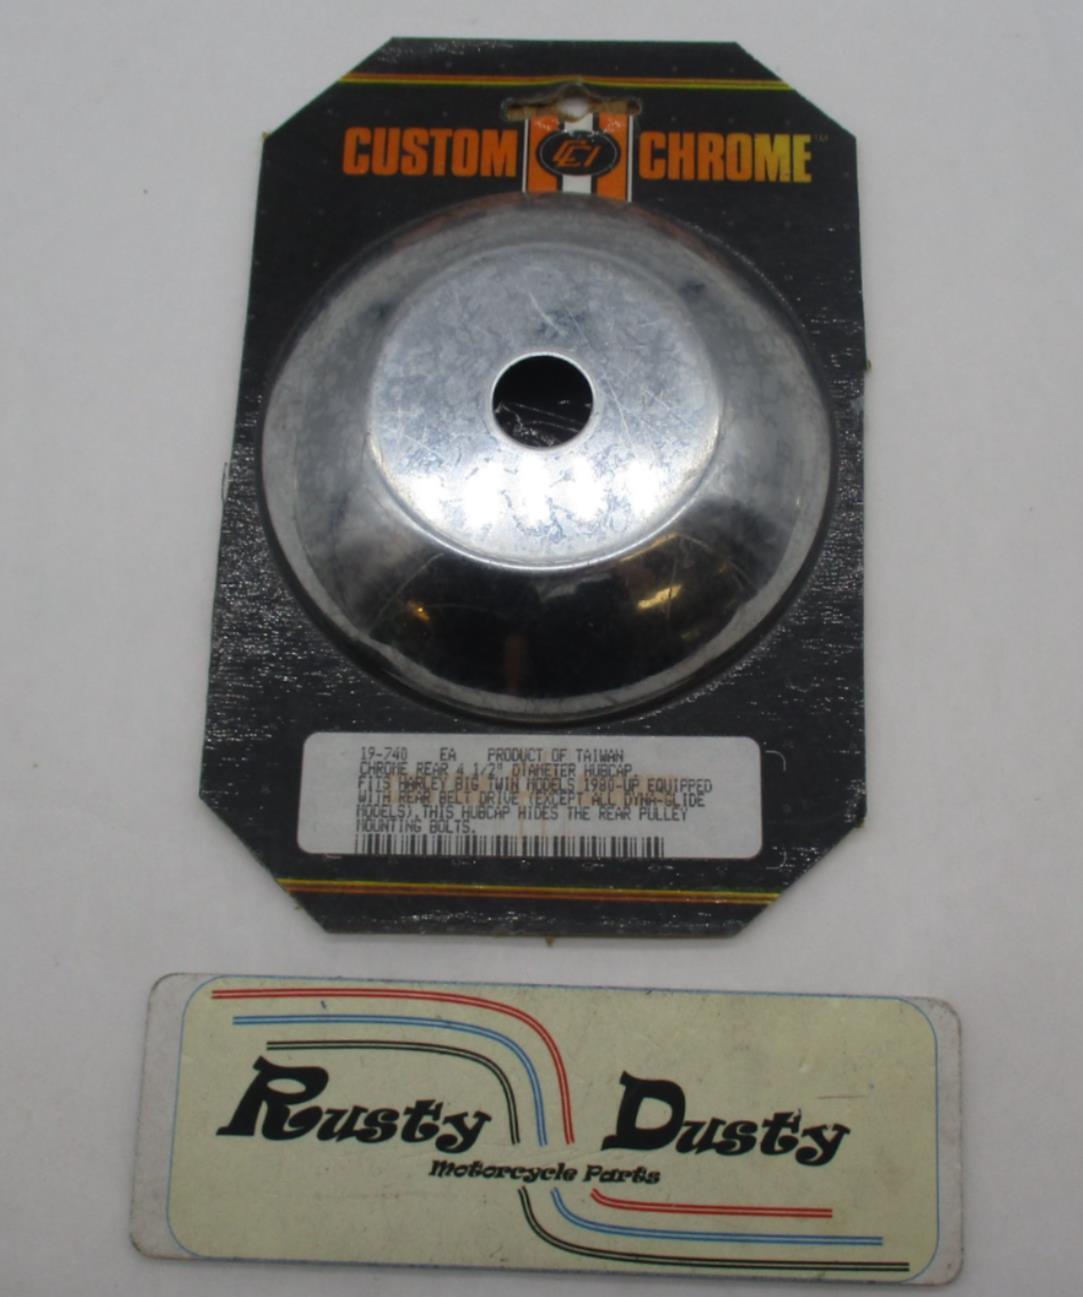 CUSTOM CCI CHROME™
19-740 EA PRODUCT OF TAIWAN
CHROME REAR 4 1/2" DIAMETER HUBCAP.
FITS HARLEY BIG TWIN MODELS 1980-UP EQUIPPED
WITH REAR BELT DRIVE (EXCEPT ALL DYNA-GLIDE
MODELS).THIS HUBCAP HIDES THE REAR PULLEY
MOUNTING BOLTS.
Rusty Dusty
Motorcycle Parts